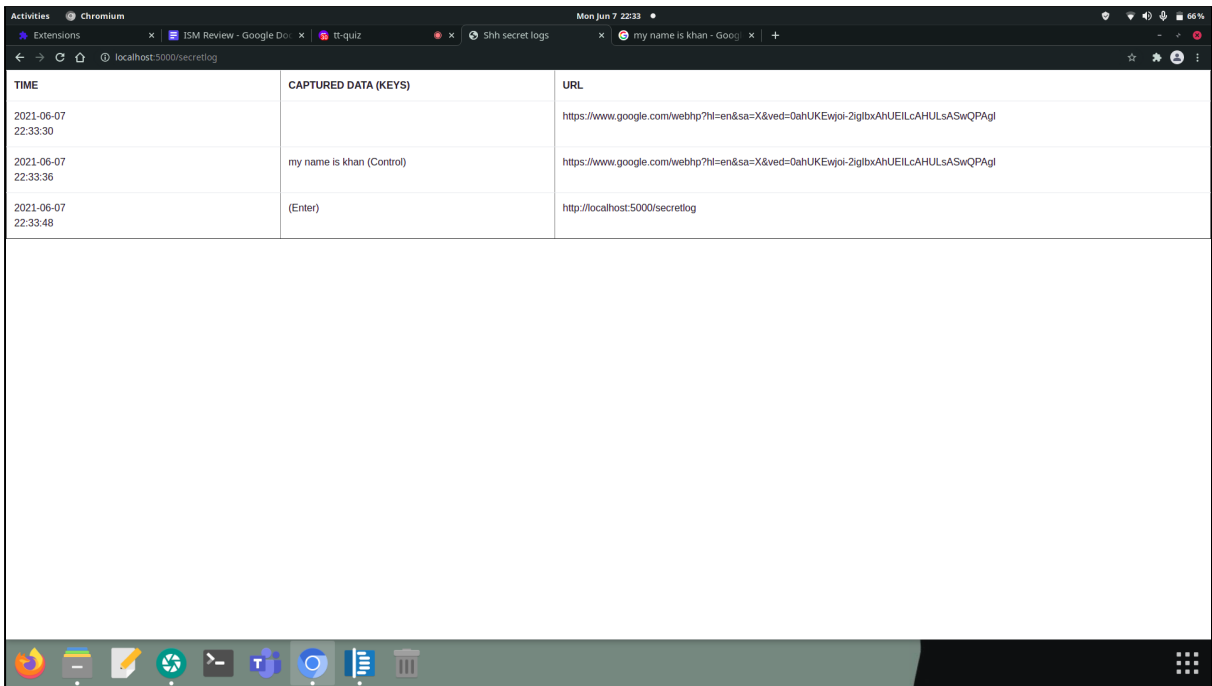 Activities Chromium Mon Jun 7 22:33 66%
Extensions ISM Review - Google Doc tt-quiz Shh secret logs my name is khan - Googl
localhost:5000/secretlog
TIME CAPTURED DATA (KEYS) URL
2021-06-07 https://www.google.com/webhp?hl=en&sa=X&ved=0ahUKEwjoi-2iglbxAhUEILcAHULsASwQPAgI
22:33:30
2021-06-07 my name is khan (Control) https://www.google.com/webhp?hl=en&sa=X&ved=0ahUKEwjoi-2iglbxAhUEILcAHULsASwQPAgI
22:33:36
2021-06-07 (Enter) http://localhost:5000/secretlog
22:33:48